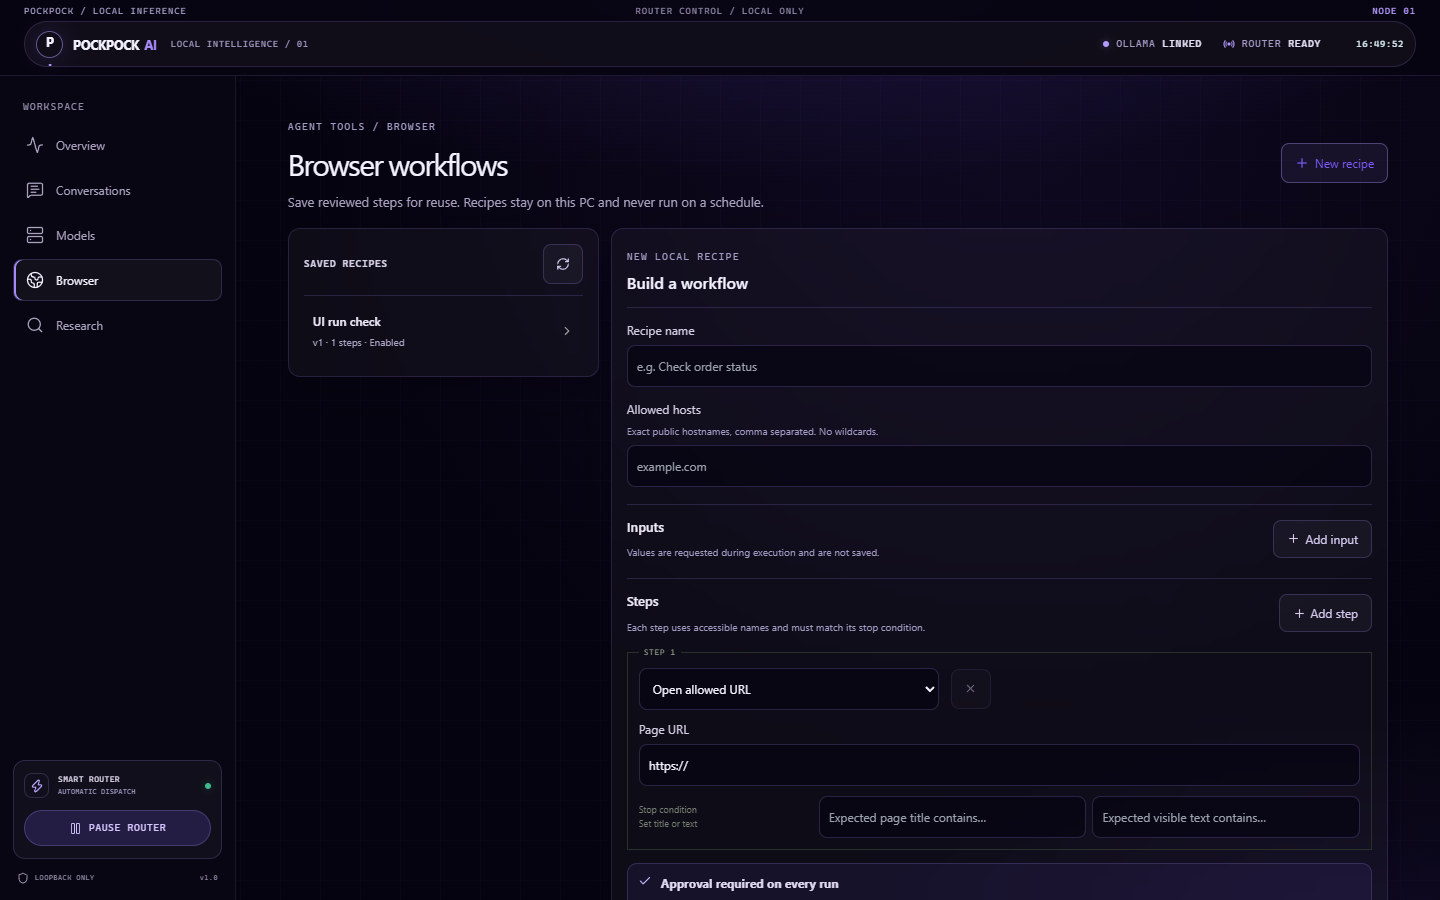 POCKPOCK / LOCAL INFERENCE
ROUTER CONTROL / LOCAL ONLY
NODE 01
P
POCKPOCK AI
LOCAL INTELLIGENCE / 01
OLLAMA LINKED
ROUTER READY
16:49:52
WORKSPACE
Overview
Conversations
Models
Browser
Research
SMART ROUTER
AUTOMATIC DISPATCH
PAUSE ROUTER
LOOPBACK ONLY
v1.0
AGENT TOOLS / BROWSER
Browser workflows
Save reviewed steps for reuse. Recipes stay on this PC and never run on a schedule.
+ New recipe
SAVED RECIPES
UI run check
v1 · 1 steps · Enabled
NEW LOCAL RECIPE
Build a workflow
Recipe name
e.g. Check order status
Allowed hosts
Exact public hostnames, comma separated. No wildcards.
example.com
Inputs
Values are requested during execution and are not saved.
+ Add input
Steps
Each step uses accessible names and must match its stop condition.
+ Add step
STEP 1
Open allowed URL
Page URL
https://
Stop condition
Set title or text
Expected page title contains...
Expected visible text contains...
Approval required on every run